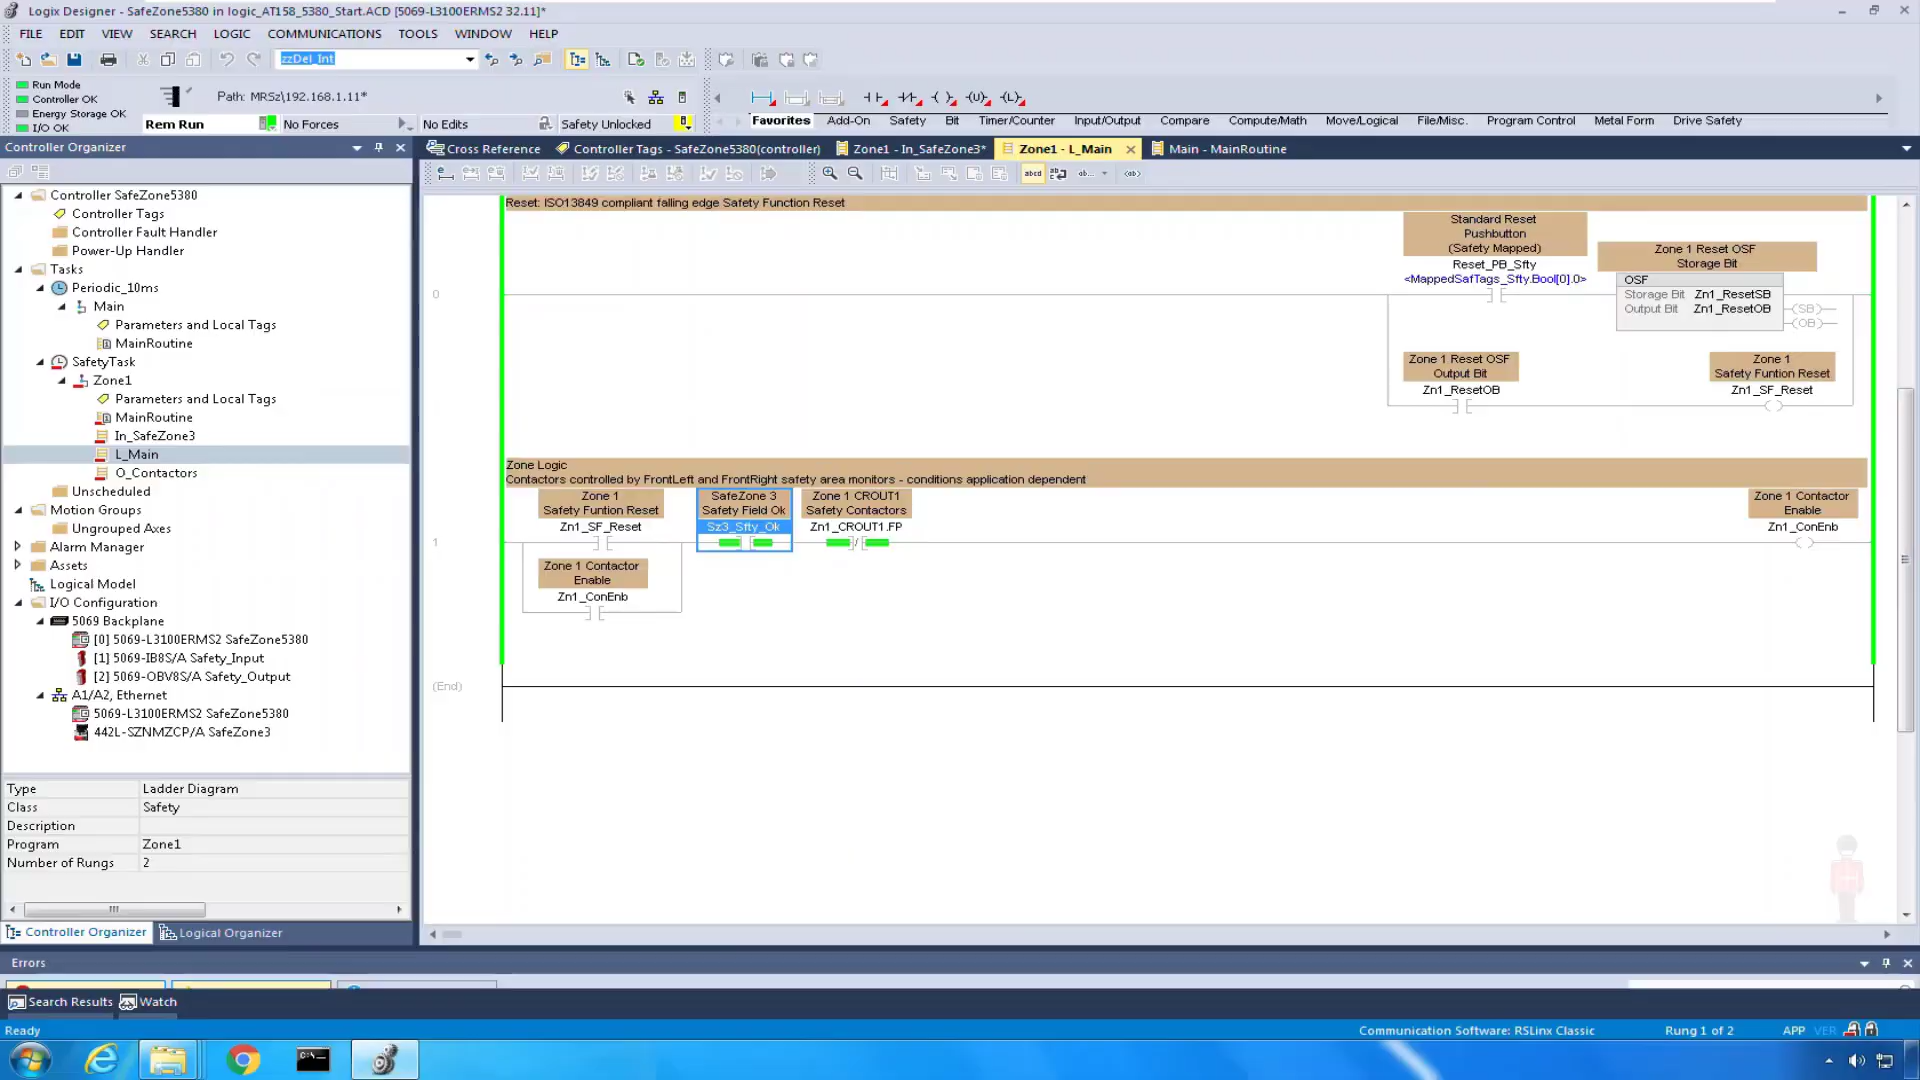 Logix Designer - SafeZone5380 in logic_AT158_5380_Start.ACD [5069-L3100ERMS2 32.11]*
FILE EDIT VIEW SEARCH LOGIC COMMUNICATIONS TOOLS WINDOW HELP
zzDel_Int
Run Mode
Controller OK
Energy Storage OK
I/O OK
Path: MRSz\192.168.1.11*
Rem Run No Forces No Edits Safety Unlocked
Favorites Add-On Safety Bit Timer/Counter Input/Output Compare Compute/Math Move/Logical File/Misc. Program Control Metal Form Drive Safety
Controller Organizer
Cross Reference Controller Tags - SafeZone5380(controller) Zone1 - In_SafeZone3* Zone1 - L_Main Main - MainRoutine
Controller SafeZone5380
Controller Tags
Controller Fault Handler
Power-Up Handler
Tasks
Periodic_10ms
Main
Parameters and Local Tags
MainRoutine
SafetyTask
Zone1
Parameters and Local Tags
MainRoutine
In_SafeZone3
L_Main
O_Contactors
Unscheduled
Motion Groups
Ungrouped Axes
Alarm Manager
Assets
Logical Model
I/O Configuration
5069 Backplane
[0] 5069-L3100ERMS2 SafeZone5380
[1] 5069-IB8S/A Safety_Input
[2] 5069-OBV8S/A Safety_Output
A1/A2, Ethernet
5069-L3100ERMS2 SafeZone5380
442L-SZNMZCP/A SafeZone3
Type Ladder Diagram
Class Safety
Description
Program Zone1
Number of Rungs 2
Controller Organizer Logical Organizer
abcd
ab...
<ab>
Reset: ISO13849 compliant falling edge Safety Function Reset
Standard Reset
Pushbutton
(Safety Mapped)
Reset_PB_Sfty
<MappedSafTags_Sfty.Bool[0].0>
Zone 1 Reset OSF
Storage Bit
OSF
Storage Bit Zn1_ResetSB
Output Bit Zn1_ResetOB
(SB)
(OB)
0
Zone 1 Reset OSF
Output Bit
Zn1_ResetOB
Zone 1
Safety Funtion Reset
Zn1_SF_Reset
Zone Logic
Contactors controlled by FrontLeft and FrontRight safety area monitors - conditions application dependent
Zone 1
Safety Funtion Reset
Zn1_SF_Reset
SafeZone 3
Safety Field Ok
Sz3_Sfty_Ok
Zone 1 CROUT1
Safety Contactors
Zn1_CROUT1.FP
Zone 1 Contactor
Enable
Zn1_ConEnb
1
Zone 1 Contactor
Enable
Zn1_ConEnb
(End)
Errors
Search Results Watch
Ready
Communication Software: RSLinx Classic Rung 1 of 2 APP VER